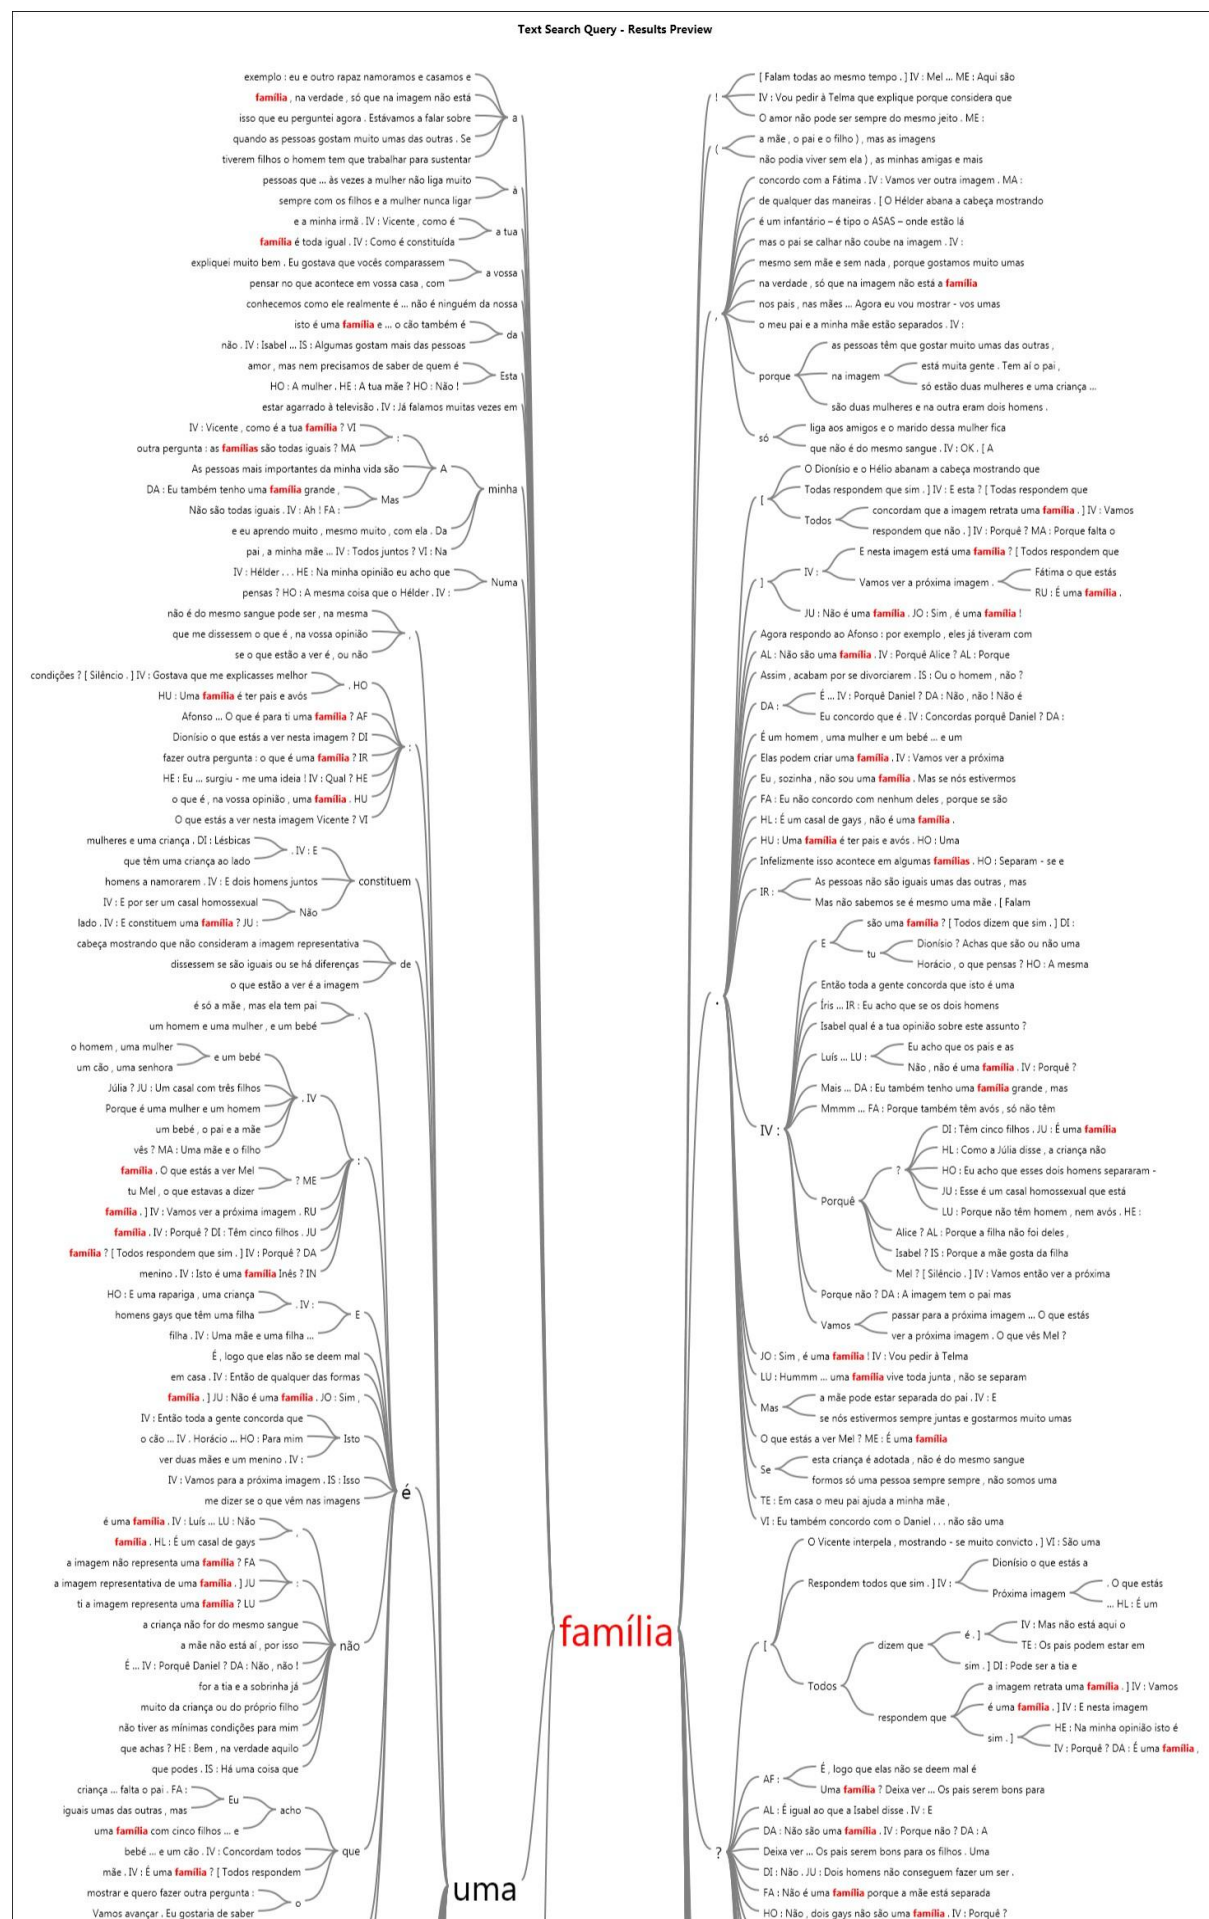 Text Search Query - Results Preview
exemplo : eu e outro rapaz namoramos e casamos e
família , na verdade , só que na imagem não está
isso que eu perguntei agora . Estávamos a falar sobre
a
quando as pessoas gostam muito umas das outras . Se
tiverem filhos o homem tem que trabalhar para sustentar
pessoas que ... às vezes a mulher não liga muito
à
sempre com os filhos e a mulher nunca ligar
e a minha irmã . IV : Vicente , como é
a tua
família é toda igual . IV : Como é constituída
expliquei muito bem . Eu gostava que vocês comparassem
a vossa
pensar no que acontece em vossa casa , com
conhecemos como ele realmente é ... não é ninguém da nossa
isto é uma família e ... o cão também é
da
não . IV : Isabel ... IS : Algumas gostam mais das pessoas
amor , mas nem precisamos de saber de quem é
Esta
HO : A mulher . HE : A tua mãe ? HO : Não !
estar agarrado à televisão . IV : Já falamos muitas vezes em
IV : Vicente , como é a tua família ? VI
:
outra pergunta : as famílias são todas iguais ? MA
As pessoas mais importantes da minha vida são
A
DA : Eu também tenho uma família grande ,
Mas
minha
Não são todas iguais . IV : Ah ! FA :
e eu aprendo muito , mesmo muito , com ela . Da
pai , a minha mãe ... IV : Todos juntos ? VI : Na
IV : Hélder . . . HE : Na minha opinião eu acho que
Numa
pensas ? HO : A mesma coisa que o Hélder . IV :
não é do mesmo sangue pode ser , na mesma
que me dissessem o que é , na vossa opinião
,
se o que estão a ver é , ou não
condições ? [ Silêncio . ] IV : Gostava que me explicasses melhor
. HO
HU : Uma família é ter pais e avós
Afonso ... O que é para ti uma família ? AF
Dionísio o que estás a ver nesta imagem ? DI
:
fazer outra pergunta : o que é uma família ? IR
HE : Eu ... surgiu - me uma ideia ! IV : Qual ? HE
o que é , na vossa opinião , uma família . HU
O que estás a ver nesta imagem Vicente ? VI
mulheres e uma criança . DI : Lésbicas
. IV : E
que têm uma criança ao lado
homens a namorarem . IV : E dois homens juntos
constituem
IV : E por ser um casal homossexual
Não
lado . IV : E constituem uma família ? JU :
cabeça mostrando que não consideram a imagem representativa
dissessem se são iguais ou se há diferenças
de
o que estão a ver é a imagem
é só a mãe , mas ela tem pai
.
um homem e uma mulher , e um bebé
o homem , uma mulher
e um bebé
um cão , uma senhora
Júlia ? JU : Um casal com três filhos
. IV
Porque é uma mulher e um homem
um bebé , o pai e a mãe
vês ? MA : Uma mãe e o filho
:
família . O que estás a ver Mel
? ME
tu Mel , o que estavas a dizer
família . ] IV : Vamos ver a próxima imagem . RU
família . IV : Porquê ? DI : Têm cinco filhos . JU
família ? [ Todos respondem que sim . ] IV : Porquê ? DA
menino . IV : Isto é uma família Inês ? IN
HO : E uma rapariga , uma criança
. IV :
homens gays que têm uma filha
E
filha . IV : Uma mãe e uma filha ...
É , logo que elas não se deem mal
em casa . IV : Então de qualquer das formas
família . ] JU : Não é uma família . JO : Sim ,
IV : Então toda a gente concorda que
o cão ... IV . Horácio ... HO : Para mim
Isto
ver duas mães e um menino . IV :
IV : Vamos para a próxima imagem . IS : Isso
é
me dizer se o que vêm nas imagens
é uma família . IV : Luís ... LU : Não
,
família . HL : É um casal de gays
a imagem não representa uma família ? FA
a imagem representativa de uma família . ] JU
:
ti a imagem representa uma família ? LU
a criança não for do mesmo sangue
a mãe não está aí , por isso
não
É ... IV : Porquê Daniel ? DA : Não , não !
for a tia e a sobrinha já
muito da criança ou do próprio filho
não tiver as mínimas condições para mim
que achas ? HE : Bem , na verdade aquilo
que podes . IS : Há uma coisa que
criança ... falta o pai . FA :
Eu
iguais umas das outras , mas
acho
uma família com cinco filhos ... e
bebé ... e um cão . IV : Concordam todos
que
mãe . IV : É uma família ? [ Todos respondem
mostrar e quero fazer outra pergunta :
o
Vamos avançar . Eu gostaria de saber
uma
família
[ Falam todas ao mesmo tempo . ] IV : Mel ... ME : Aqui são
!
IV : Vou pedir à Telma que explique porque considera que
O amor não pode ser sempre do mesmo jeito . ME :
a mãe , o pai e o filho ) , mas as imagens
(
não podia viver sem ela ) , as minhas amigas e mais
concordo com a Fátima . IV : Vamos ver outra imagem . MA :
de qualquer das maneiras . [ O Hélder abana a cabeça mostrando
é um infantário – é tipo o ASAS – onde estão lá
mas o pai se calhar não coube na imagem . IV :
mesmo sem mãe e sem nada , porque gostamos muito umas
na verdade , só que na imagem não está a família
nos pais , nas mães ... Agora eu vou mostrar - vos umas
,
o meu pai e a minha mãe estão separados . IV :
as pessoas têm que gostar muito umas das outras ,
está muita gente . Tem aí o pai ,
porque
na imagem
só estão duas mulheres e uma criança ...
são duas mulheres e na outra eram dois homens .
liga aos amigos e o marido dessa mulher fica
só
que não é do mesmo sangue . IV : OK . [ A
O Dionísio e o Hélio abanam a cabeça mostrando que
Todas respondem que sim . ] IV : E esta ? [ Todas respondem que
[
concordam que a imagem retrata uma família . ] IV : Vamos
Todos
respondem que não . ] IV : Porquê ? MA : Porque falta o
E nesta imagem está uma família ? [ Todos respondem que
IV :
Fátima o que estás
]
Vamos ver a próxima imagem .
RU : É uma família .
JU : Não é uma família . JO : Sim , é uma família !
Agora respondo ao Afonso : por exemplo , eles já tiveram com
AL : Não são uma família . IV : Porquê Alice ? AL : Porque
Assim , acabam por se divorciarem . IS : Ou o homem , não ?
É ... IV : Porquê Daniel ? DA : Não , não ! Não é
DA :
Eu concordo que é . IV : Concordas porquê Daniel ? DA :
É um homem , uma mulher e um bebé ... e um
Elas podem criar uma família . IV : Vamos ver a próxima
Eu , sozinha , não sou uma família . Mas se nós estivermos
FA : Eu não concordo com nenhum deles , porque se são
HL : É um casal de gays , não é uma família .
HU : Uma família é ter pais e avós . HO : Uma
Infelizmente isso acontece em algumas famílias . HO : Separam - se e
As pessoas não são iguais umas das outras , mas
IR :
Mas não sabemos se é mesmo uma mãe . [ Falam
são uma família ? [ Todos dizem que sim . ] DI :
E
Dionísio ? Achas que são ou não uma
tu
Horácio , o que pensas ? HO : A mesma
Então toda a gente concorda que isto é uma
.
Íris ... IR : Eu acho que se os dois homens
Isabel qual é a tua opinião sobre este assunto ?
Eu acho que os pais e as
Luís ... LU :
Não , não é uma família . IV : Porquê ?
Mais ... DA : Eu também tenho uma família grande , mas
Mmmm ... FA : Porque também têm avós , só não têm
IV :
DI : Têm cinco filhos . JU : É uma família
HL : Como a Júlia disse , a criança não
?
HO : Eu acho que esses dois homens separaram -
JU : Esse é um casal homossexual que está
Porquê
LU : Porque não têm homem , nem avós . HE :
Alice ? AL : Porque a filha não foi deles ,
Isabel ? IS : Porque a mãe gosta da filha
Mel ? [ Silêncio . ] IV : Vamos então ver a próxima
Porque não ? DA : A imagem tem o pai mas
passar para a próxima imagem ... O que estás
Vamos
ver a próxima imagem . O que vês Mel ?
JO : Sim , é uma família ! IV : Vou pedir à Telma
LU : Hummm ... uma família vive toda junta , não se separam
a mãe pode estar separada do pai . IV : E
Mas
se nós estivermos sempre juntas e gostarmos muito umas
O que estás a ver Mel ? ME : É uma família
esta criança é adotada , não é do mesmo sangue
Se
formos só uma pessoa sempre sempre , não somos uma
TE : Em casa o meu pai ajuda a minha mãe ,
VI : Eu também concordo com o Daniel . . . não são uma
O Vicente interpela , mostrando - se muito convicto . ] VI : São uma
Dionísio o que estás a
Respondem todos que sim . ] IV :
. O que estás
Próxima imagem
... HL : É um
[
IV : Mas não está aqui o
é . ]
dizem que
TE : Os pais podem estar em
sim . ] DI : Pode ser a tia e
Todos
a imagem retrata uma família . ] IV : Vamos
é uma família . ] IV : E nesta imagem
respondem que
HE : Na minha opinião isto é
sim . ]
IV : Porquê ? DA : É uma família ,
É , logo que elas não se deem mal é
AF :
Uma família ? Deixa ver ... Os pais serem bons para
AL : É igual ao que a Isabel disse . IV : E
DA : Não são uma família . IV : Porque não ? DA : A
?
Deixa ver ... Os pais serem bons para os filhos . Uma
DI : Não . JU : Dois homens não conseguem fazer um ser .
FA : Não é uma família porque a mãe está separada
HO : Não , dois gays não são uma família . IV : Porquê ?